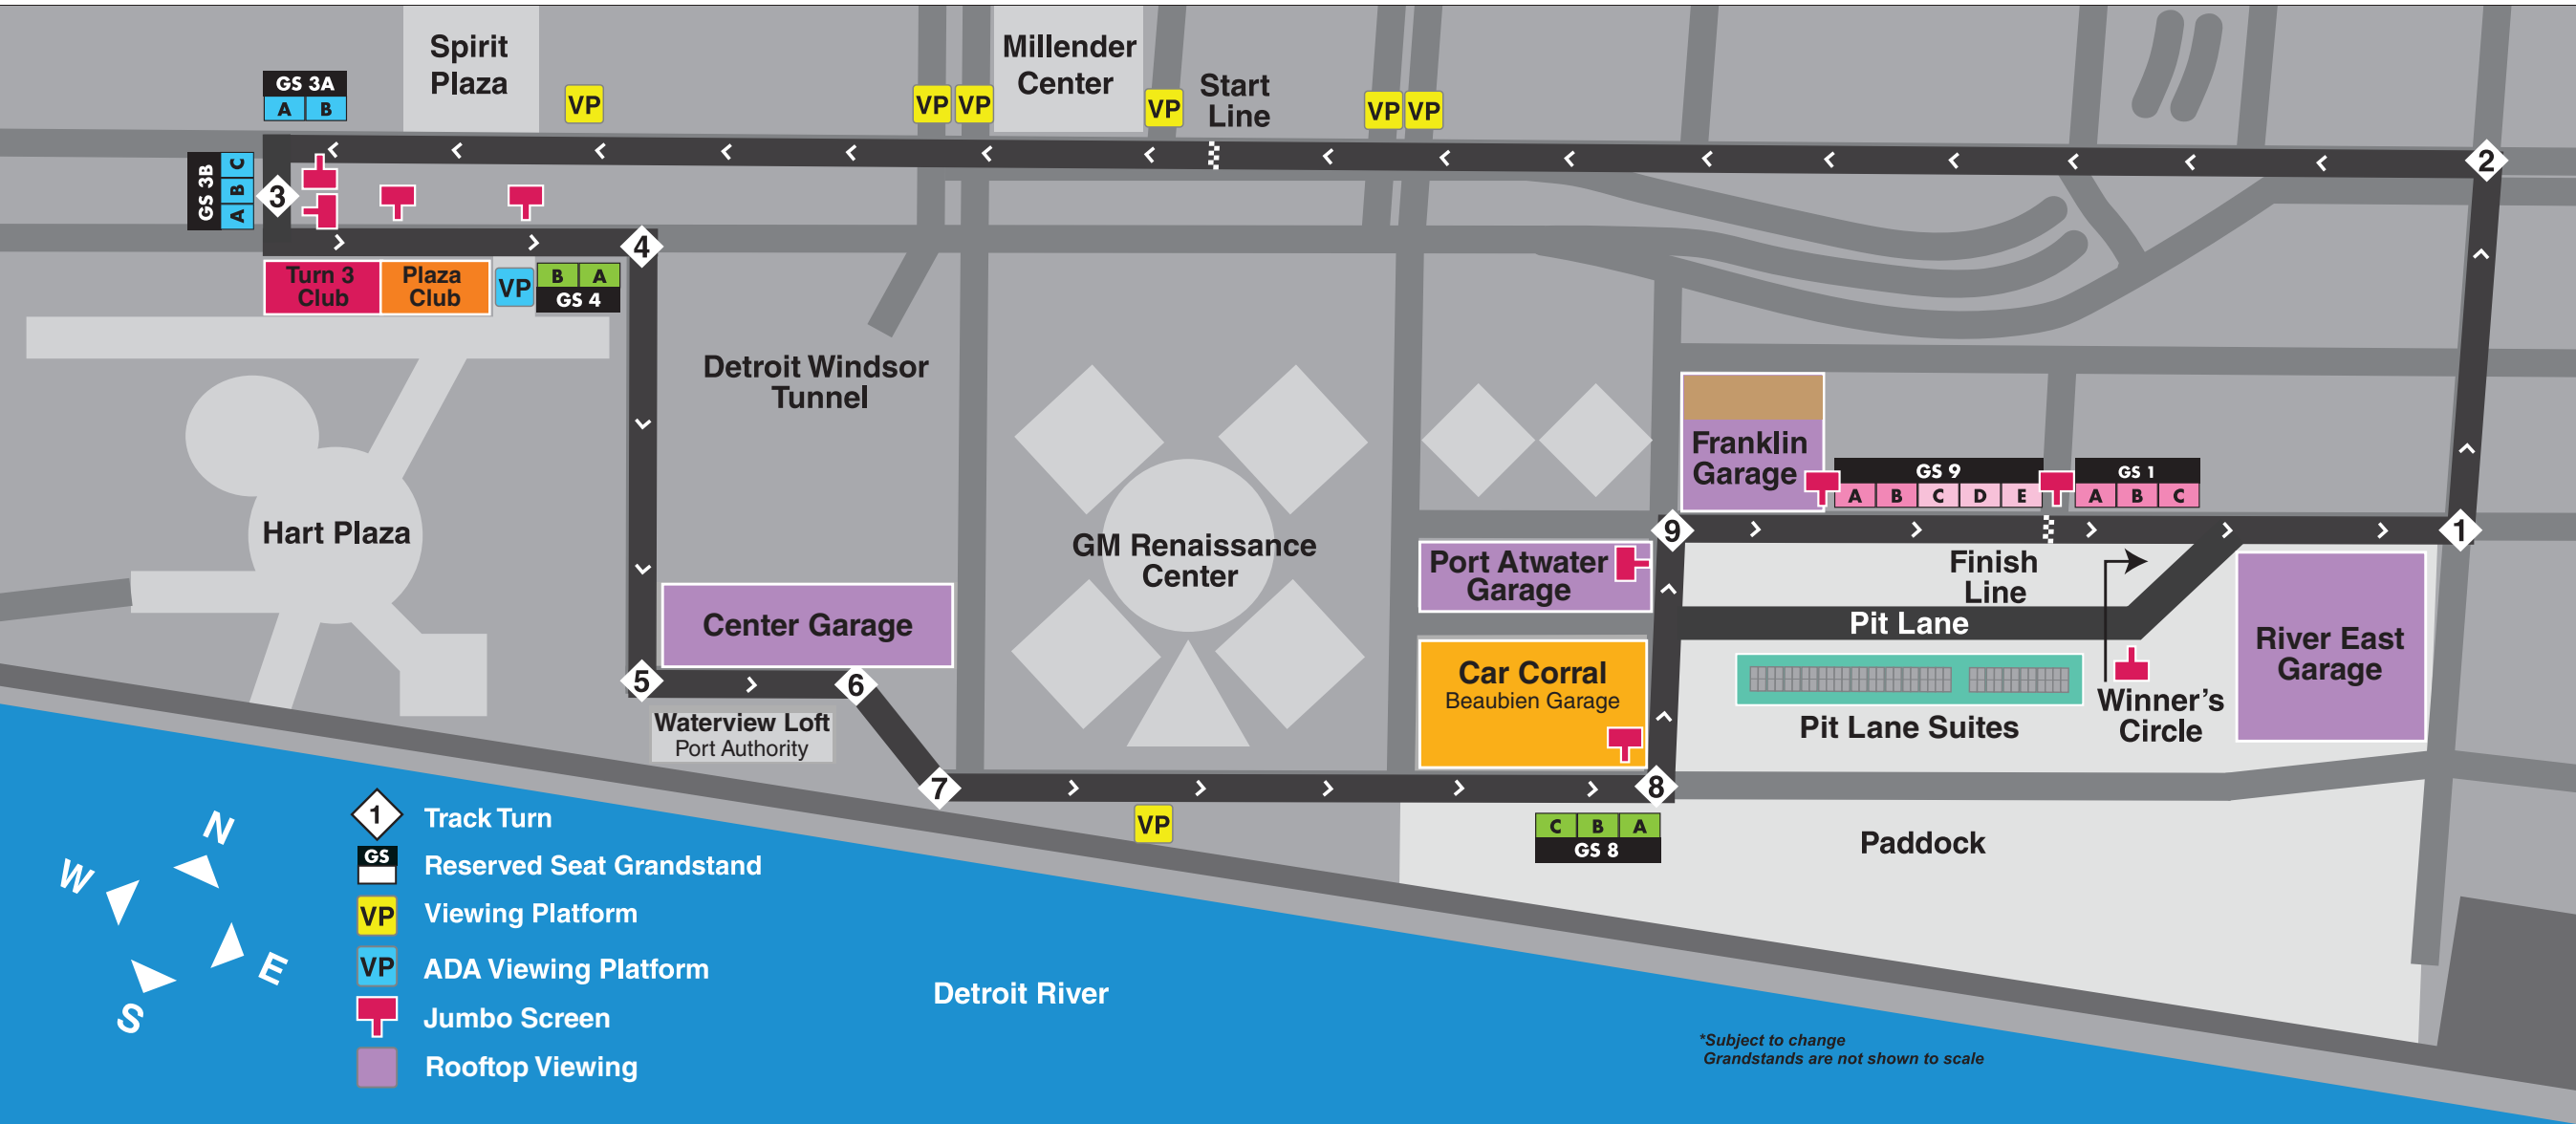 Spirit
Plaza
Millender
Center
Start
Line
GS 3A
A B
VP
VP
VP
VP
VP
VP
2
GS 3B
A B C
3
4
Turn 3
Club
Plaza
Club
VP
B A
GS 4
Detroit Windsor
Tunnel
Hart Plaza
GM Renaissance
Center
Franklin
Garage
GS 9
A B C D E
GS 1
A B C
9
1
Port Atwater
Garage
Finish
Line
Pit Lane
Center Garage
River East
Garage
Car Corral
Beaubien Garage
Pit Lane Suites
Winner's
Circle
5
6
Waterview Loft
Port Authority
7
8
VP
C B A
GS 8
Paddock
N
W
E
S
1 Track Turn
GS Reserved Seat Grandstand
VP Viewing Platform
VP ADA Viewing Platform
Jumbo Screen
Rooftop Viewing
Detroit River
*Subject to change
Grandstands are not shown to scale